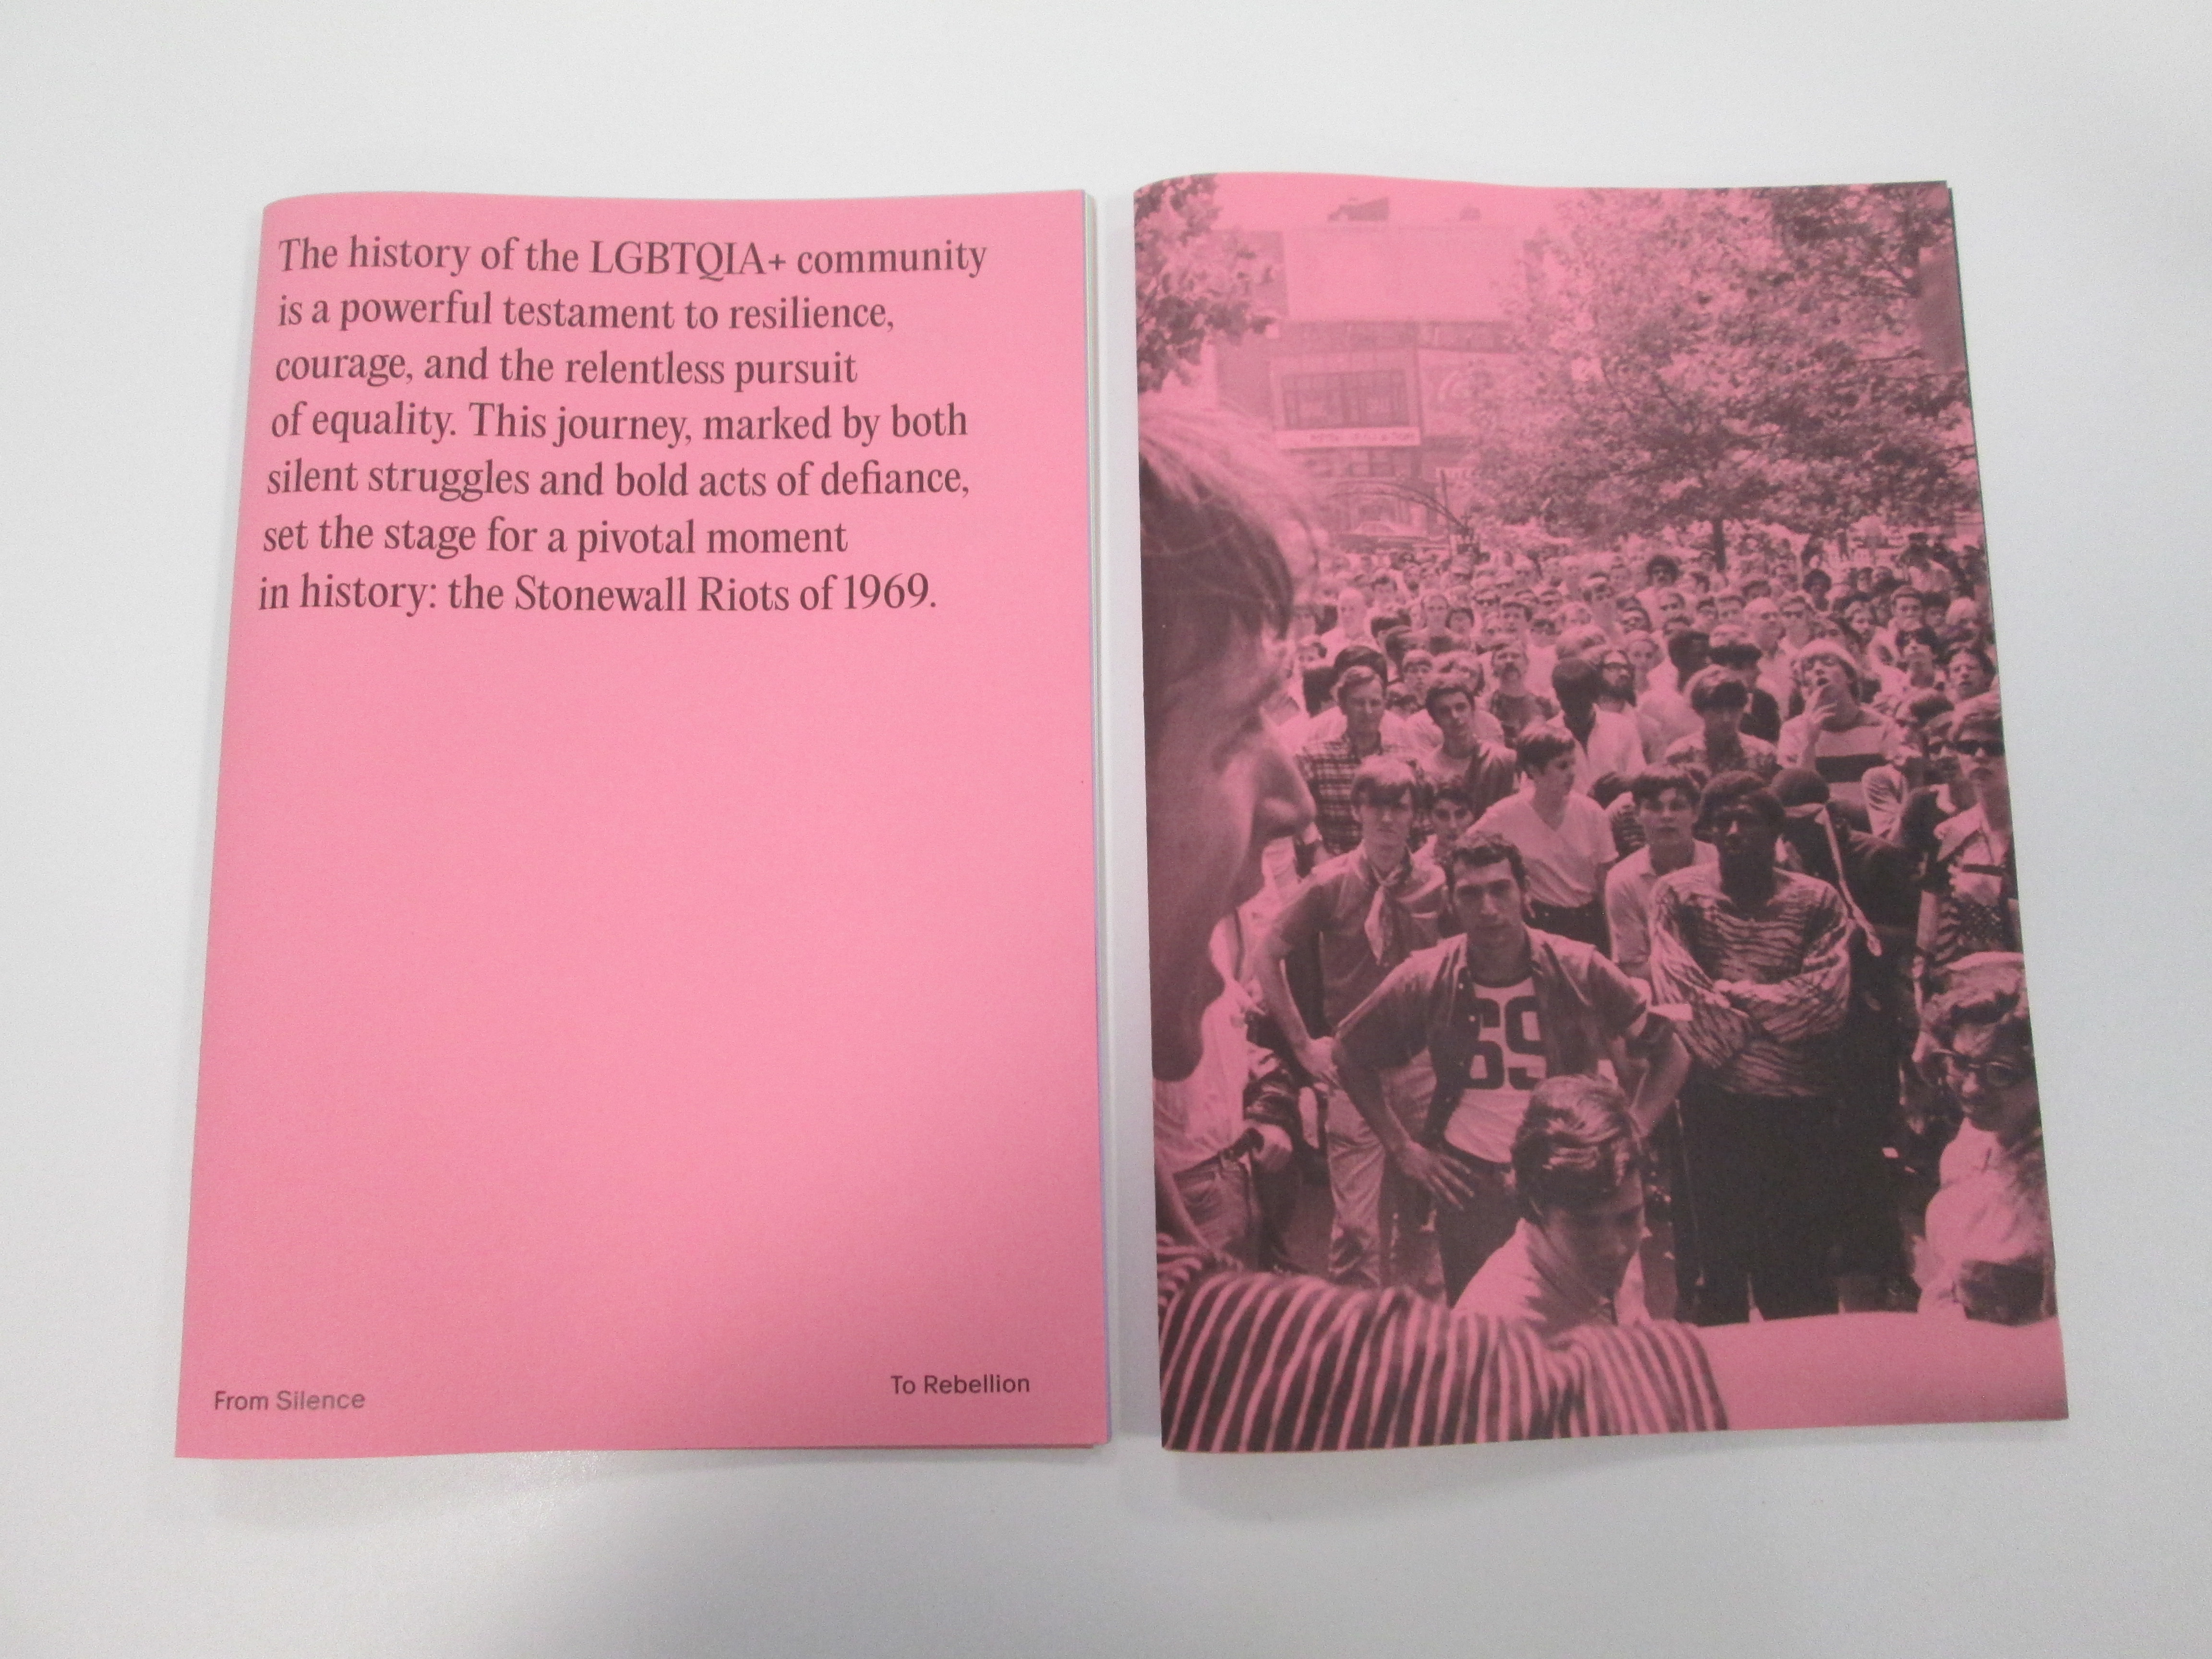 The history of the LGBTQIA+ community
is a powerful testament to resilience,
courage, and the relentless pursuit
of equality. This journey, marked by both
silent struggles and bold acts of defiance,
set the stage for a pivotal moment
in history: the Stonewall Riots of 1969.
From Silence
To Rebellion
69